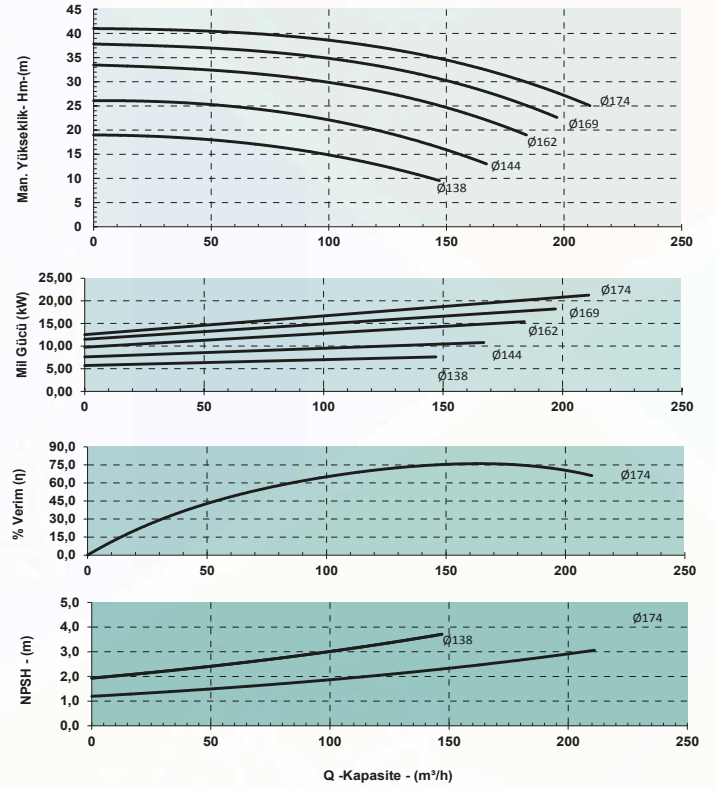 Man. Yükseklik- Hm-(m)
45
40
35
30
25
20
15
10
5
0
Ø174
Ø169
Ø162
Ø144
Ø138
0 50 100 150 200 250
Mil Gücü (kW)
25,00
20,00
15,00
10,00
5,00
0,00
Ø174
Ø169
Ø162
Ø144
Ø138
0 50 100 150 200 250
% Verim (η)
90,0
75,0
60,0
45,0
30,0
15,0
0,0
Ø174
0 50 100 150 200 250
NPSH - (m)
5,0
4,0
3,0
2,0
1,0
0,0
Ø174
Ø138
0 50 100 150 200 250
Q -Kapasite - (m³/h)